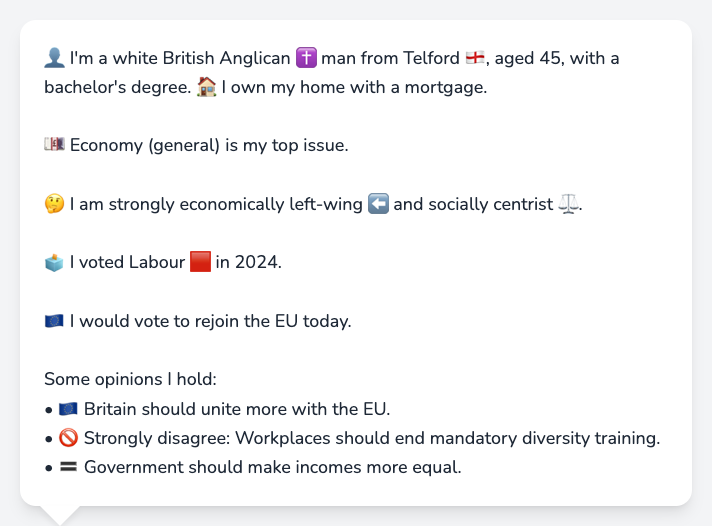 👤 I'm a white British Anglican ✝️ man from Telford 🏴󠁧󠁢󠁥󠁮󠁧󠁿, aged 45, with a
bachelor's degree. 🏠 I own my home with a mortgage.
💷 Economy (general) is my top issue.
🤔 I am strongly economically left-wing ⬅️ and socially centrist ⚖️.
🗳️ I voted Labour 🟥 in 2024.
🇪🇺 I would vote to rejoin the EU today.
Some opinions I hold:
• 🇪🇺 Britain should unite more with the EU.
• 🚫 Strongly disagree: Workplaces should end mandatory diversity training.
• 🟰 Government should make incomes more equal.